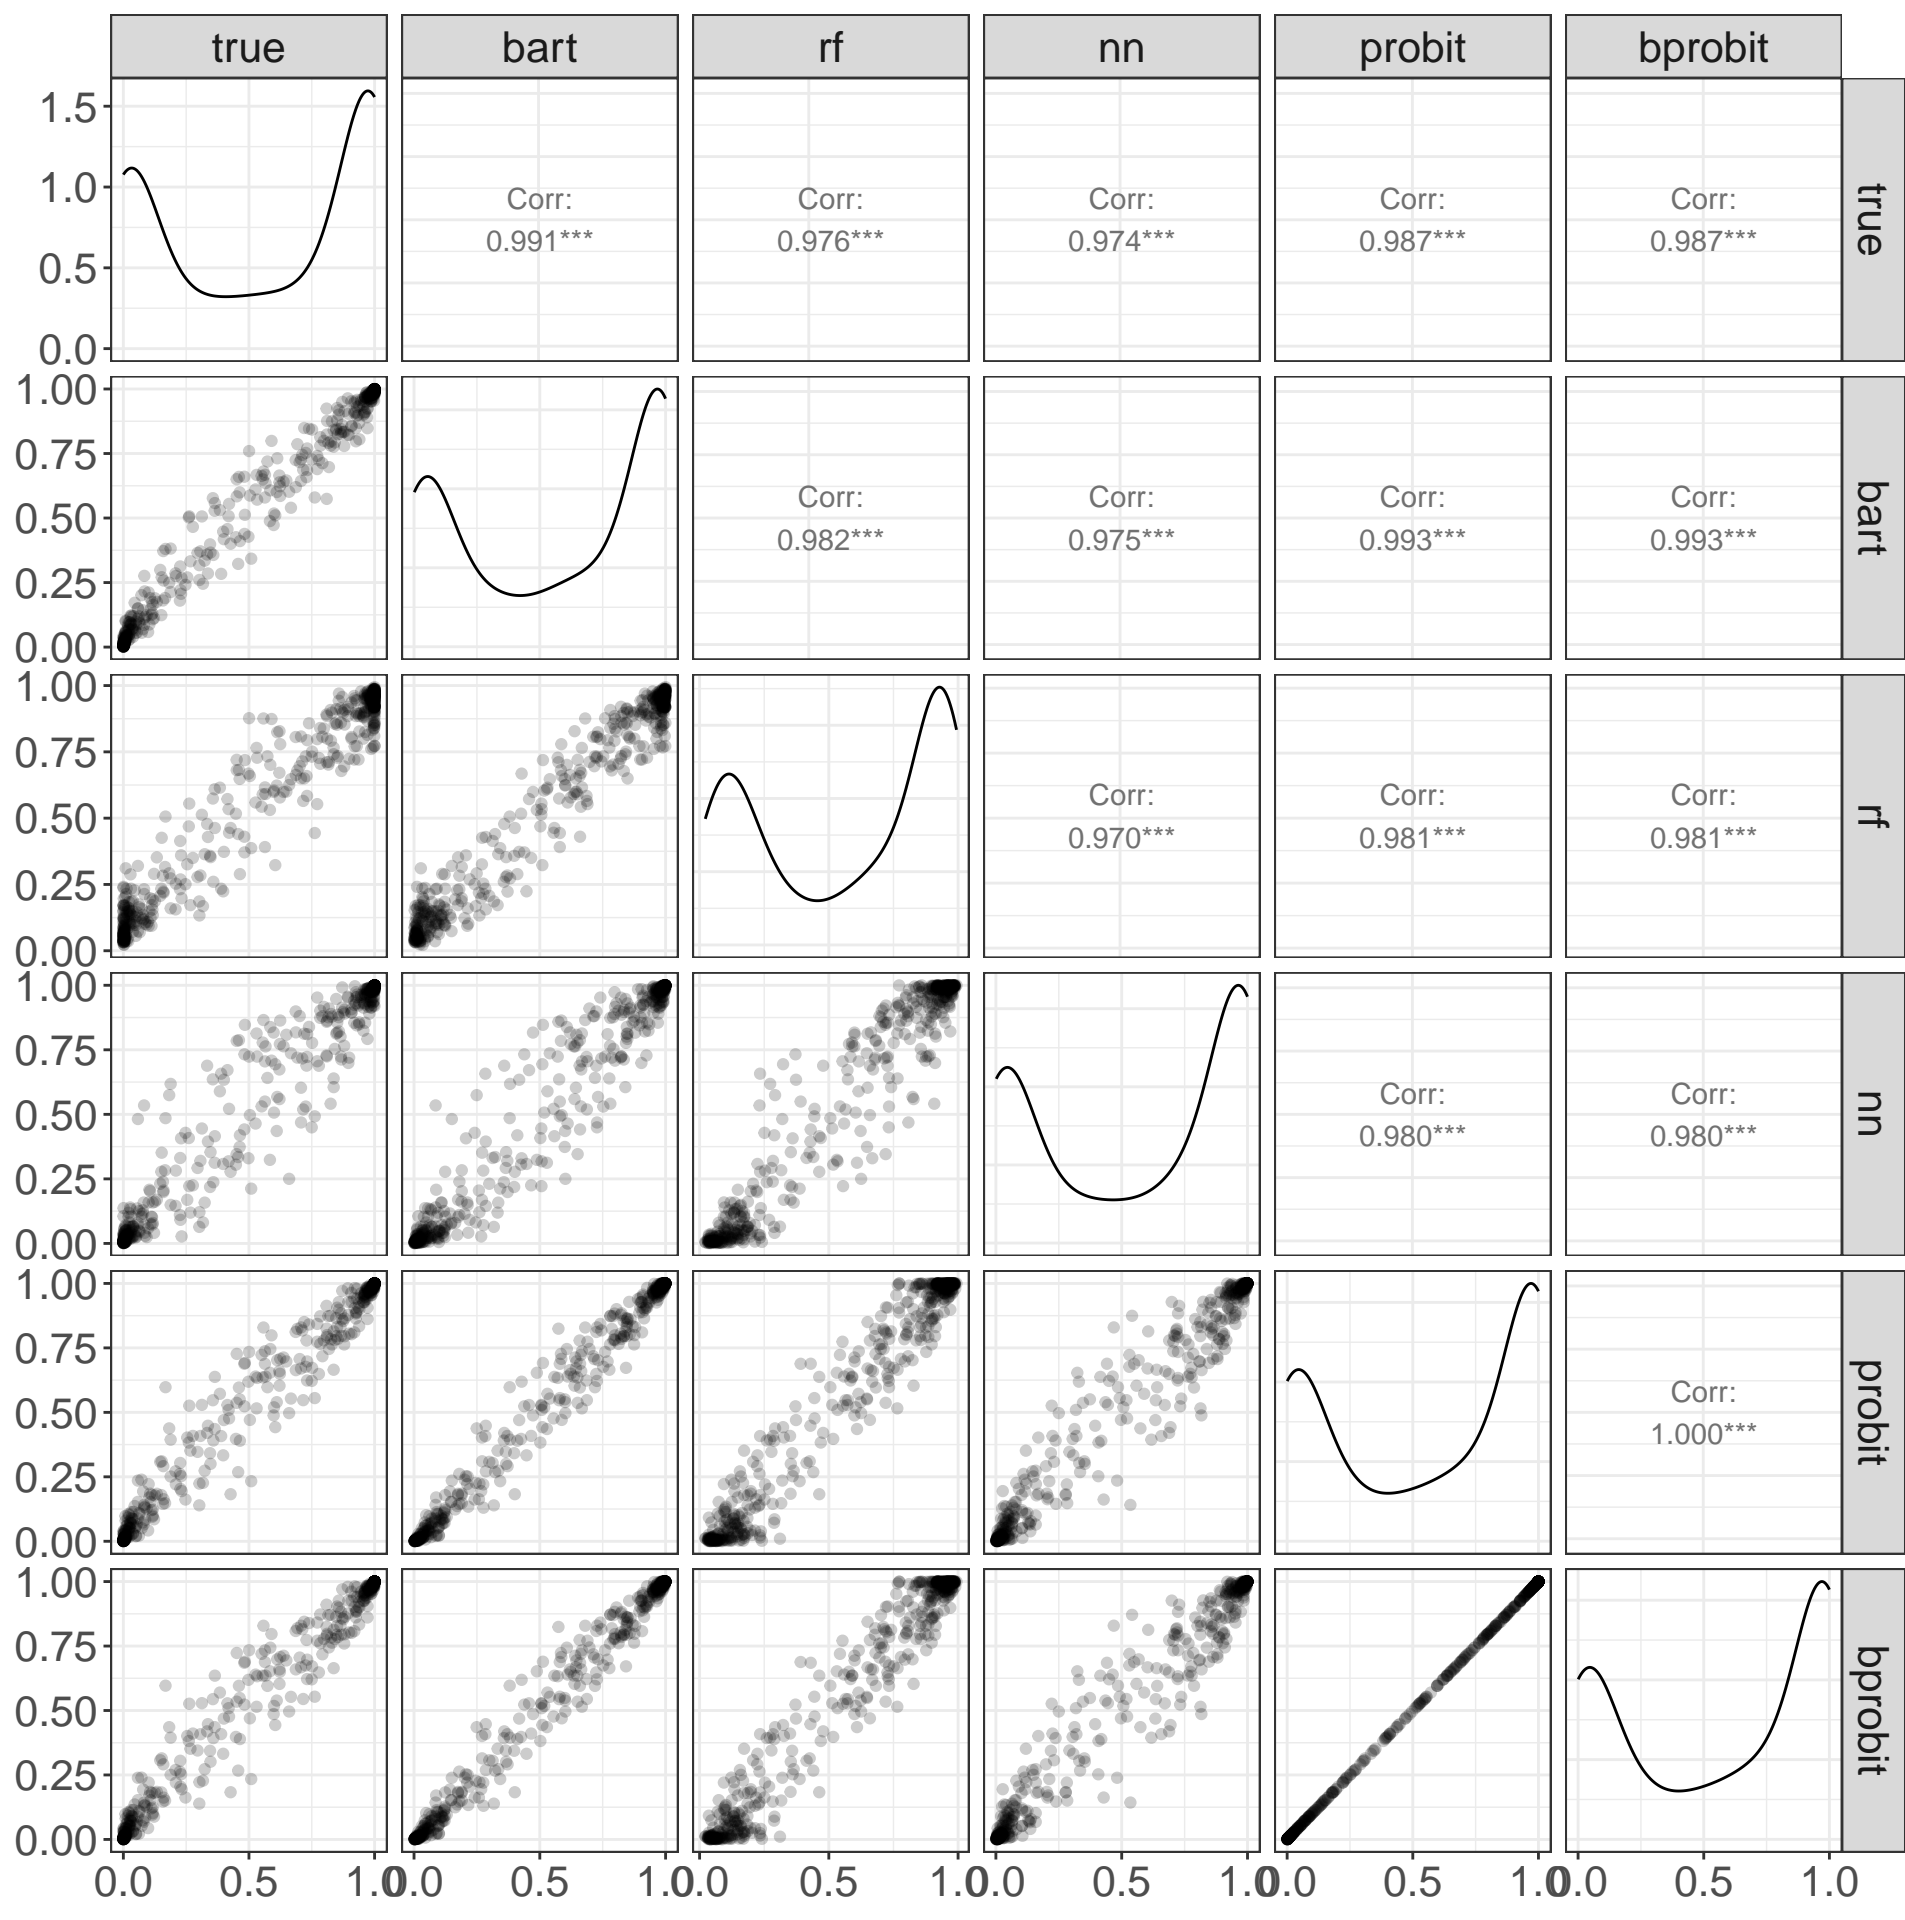 true bart rf nn probit bprobit
1.5
1.0
0.5
0.0
Corr: Corr: Corr: Corr: Corr:
0.991*** 0.976*** 0.974*** 0.987*** 0.987***
true
1.00
0.75
0.50
0.25
0.00
Corr: Corr: Corr: Corr:
0.982*** 0.975*** 0.993*** 0.993***
bart
1.00
0.75
0.50
0.25
0.00
Corr: Corr: Corr:
0.970*** 0.981*** 0.981***
rf
1.00
0.75
0.50
0.25
0.00
Corr: Corr:
0.980*** 0.980***
nn
1.00
0.75
0.50
0.25
0.00
Corr:
1.000***
probit
1.00
0.75
0.50
0.25
0.00
bprobit
0.0 0.5 1.0 0.0 0.5 1.0 0.0 0.5 1.0 0.0 0.5 1.0 0.0 0.5 1.0 0.0 0.5 1.0